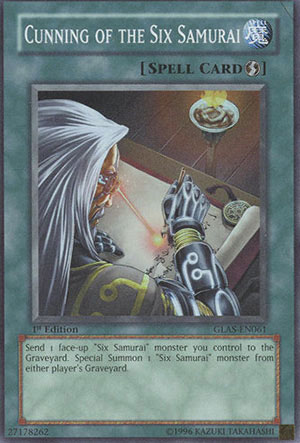 CUNNING OF THE SIX SAMURAI 魔
[SPELL CARD]
1st Edition
GLAS-EN061
Send 1 face-up "Six Samurai" monster you control to the
Graveyard. Special Summon 1 "Six Samurai" monster from
either player's Graveyard.
27178262
©1996 KAZUKI TAKAHASHI